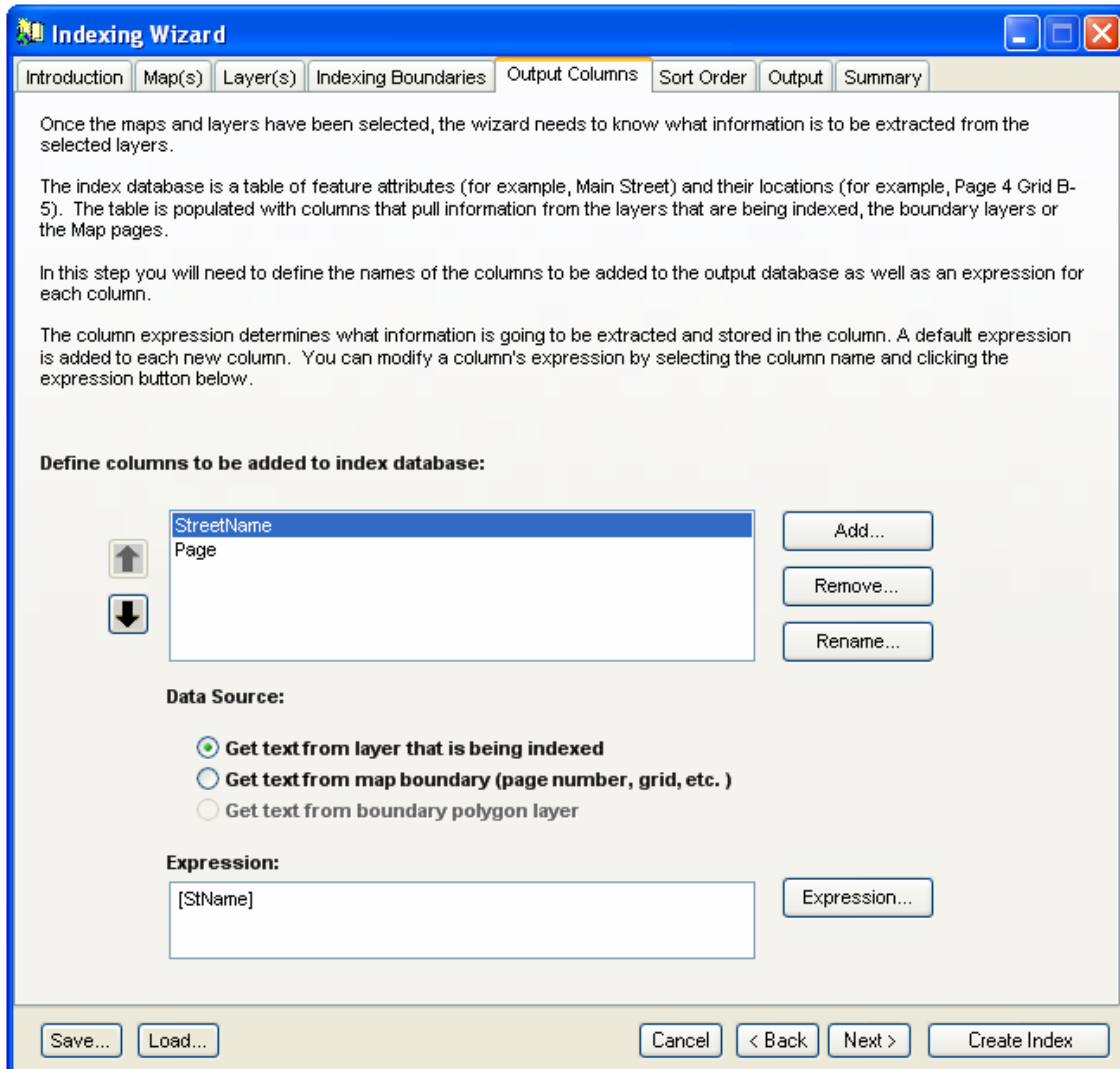 Indexing Wizard
Introduction Map(s) Layer(s) Indexing Boundaries Output Columns Sort Order Output Summary
Once the maps and layers have been selected, the wizard needs to know what information is to be extracted from the
selected layers.
The index database is a table of feature attributes (for example, Main Street) and their locations (for example, Page 4 Grid B-
5). The table is populated with columns that pull information from the layers that are being indexed, the boundary layers or
the Map pages.
In this step you will need to define the names of the columns to be added to the output database as well as an expression for
each column.
The column expression determines what information is going to be extracted and stored in the column. A default expression
is added to each new column. You can modify a column's expression by selecting the column name and clicking the
expression button below.
Define columns to be added to index database:
StreetName
Page
Add...
Remove...
Rename...
Data Source:
Get text from layer that is being indexed
Get text from map boundary (page number, grid, etc. )
Get text from boundary polygon layer
Expression:
[StName]
Expression...
Save... Load... Cancel < Back Next > Create Index